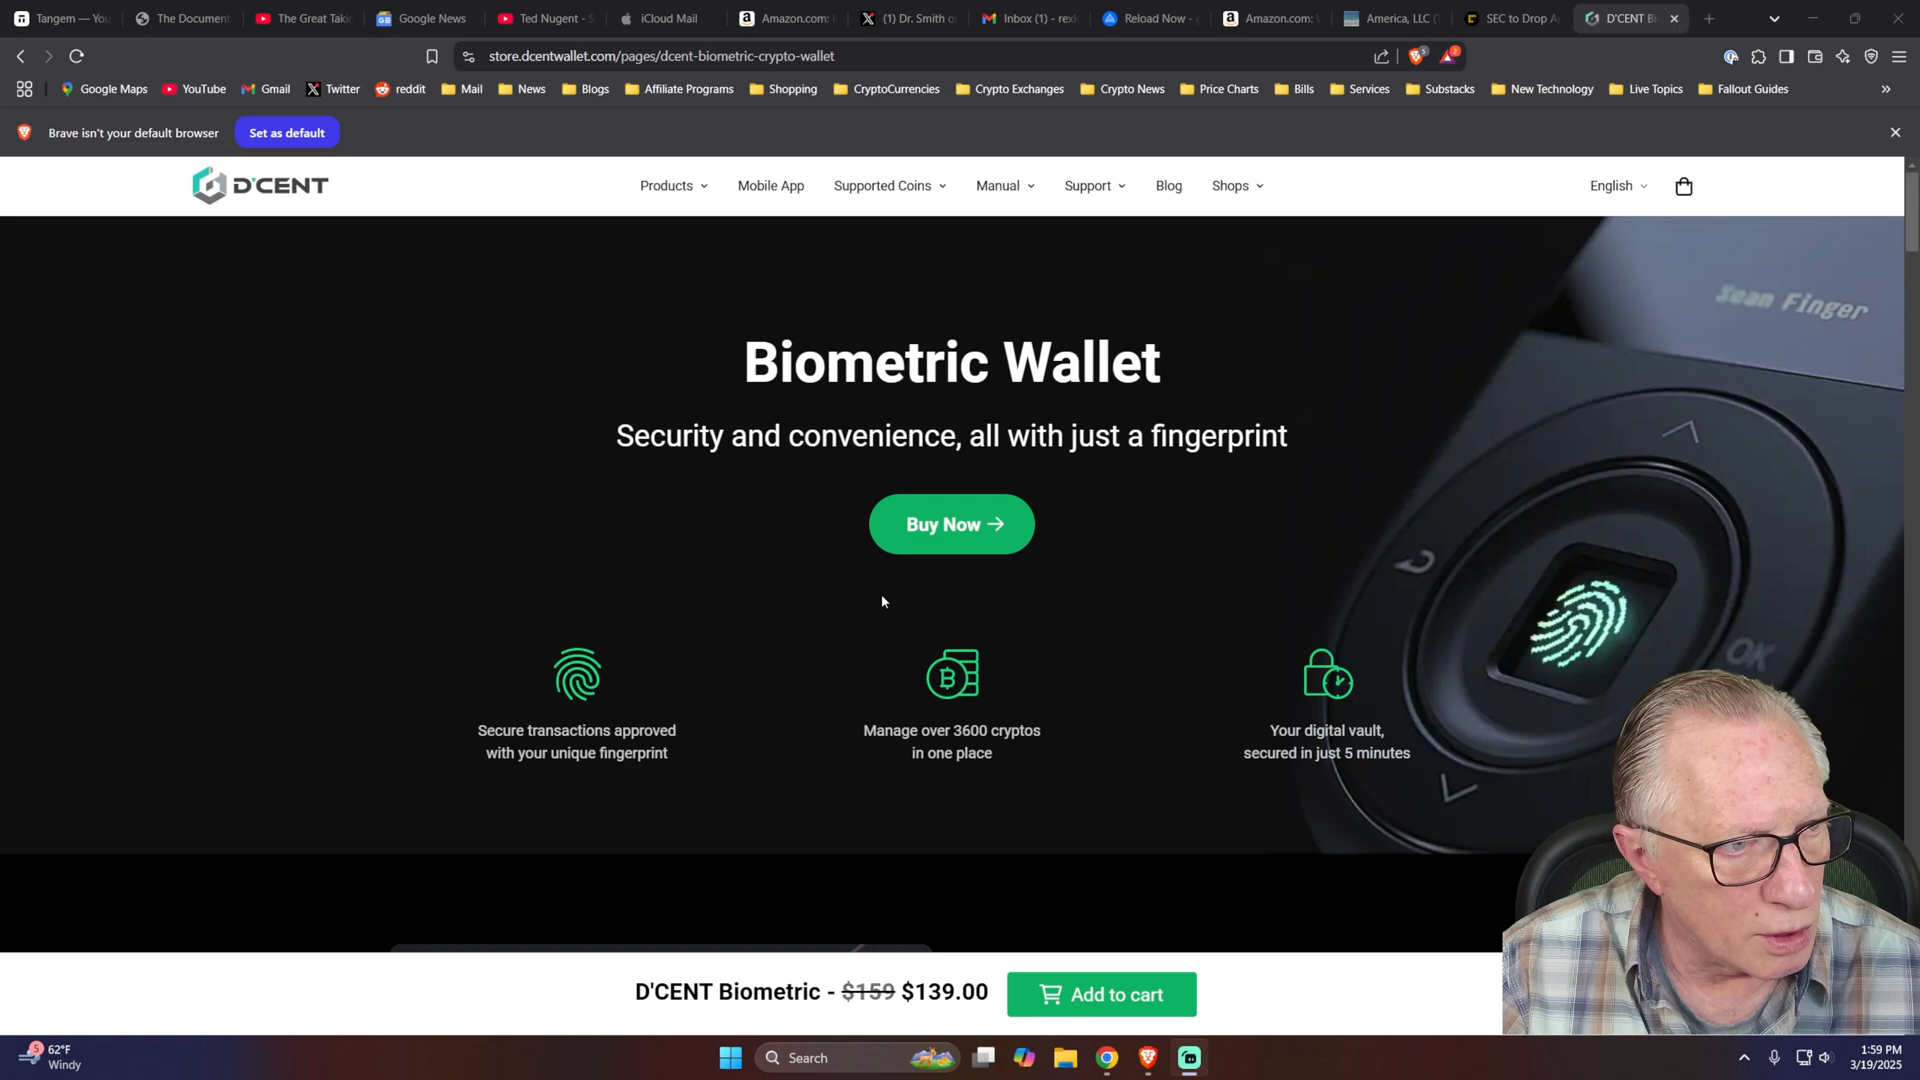 Tangem — You
The Document
The Great Takin
Google News
Ted Nugent - S
iCloud Mail
Amazon.com:
(1) Dr. Smith o
Inbox (1) - rexk
Reload Now -
Amazon.com:
America, LLC (
SEC to Drop A
D'CENT Bi
store.dcentwallet.com/pages/dcent-biometric-crypto-wallet
5
2
Google Maps
YouTube
Gmail
Twitter
reddit
Mail
News
Blogs
Affiliate Programs
Shopping
CryptoCurrencies
Crypto Exchanges
Crypto News
Price Charts
Bills
Services
Substacks
New Technology
Live Topics
Fallout Guides
Brave isn't your default browser
Set as default
D'CENT
Products
Mobile App
Supported Coins
Manual
Support
Blog
Shops
English
Sean Finger
Biometric Wallet
Security and convenience, all with just a fingerprint
Buy Now →
OK
Secure transactions approved
with your unique fingerprint
Manage over 3600 cryptos
in one place
Your digital vault,
secured in just 5 minutes
D'CENT Biometric - $159 $139.00
Add to cart
5
62°F
Windy
Search
1:59 PM
3/19/2025